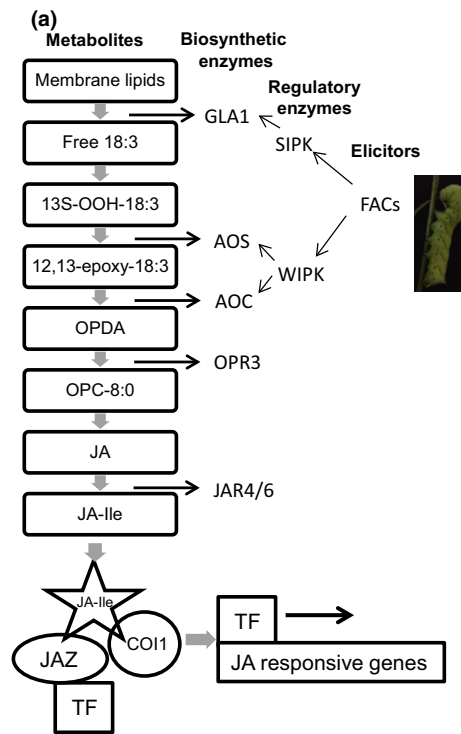 (a)
Metabolites
Biosynthetic
enzymes
Regulatory
enzymes
Elicitors
Membrane lipids
GLA1
SIPK
Free 18:3
FACs
13S-OOH-18:3
AOS
WIPK
12,13-epoxy-18:3
AOC
OPDA
OPR3
OPC-8:0
JA
JAR4/6
JA-Ile
JA-Ile
COI1
JAZ
TF
TF
JA responsive genes